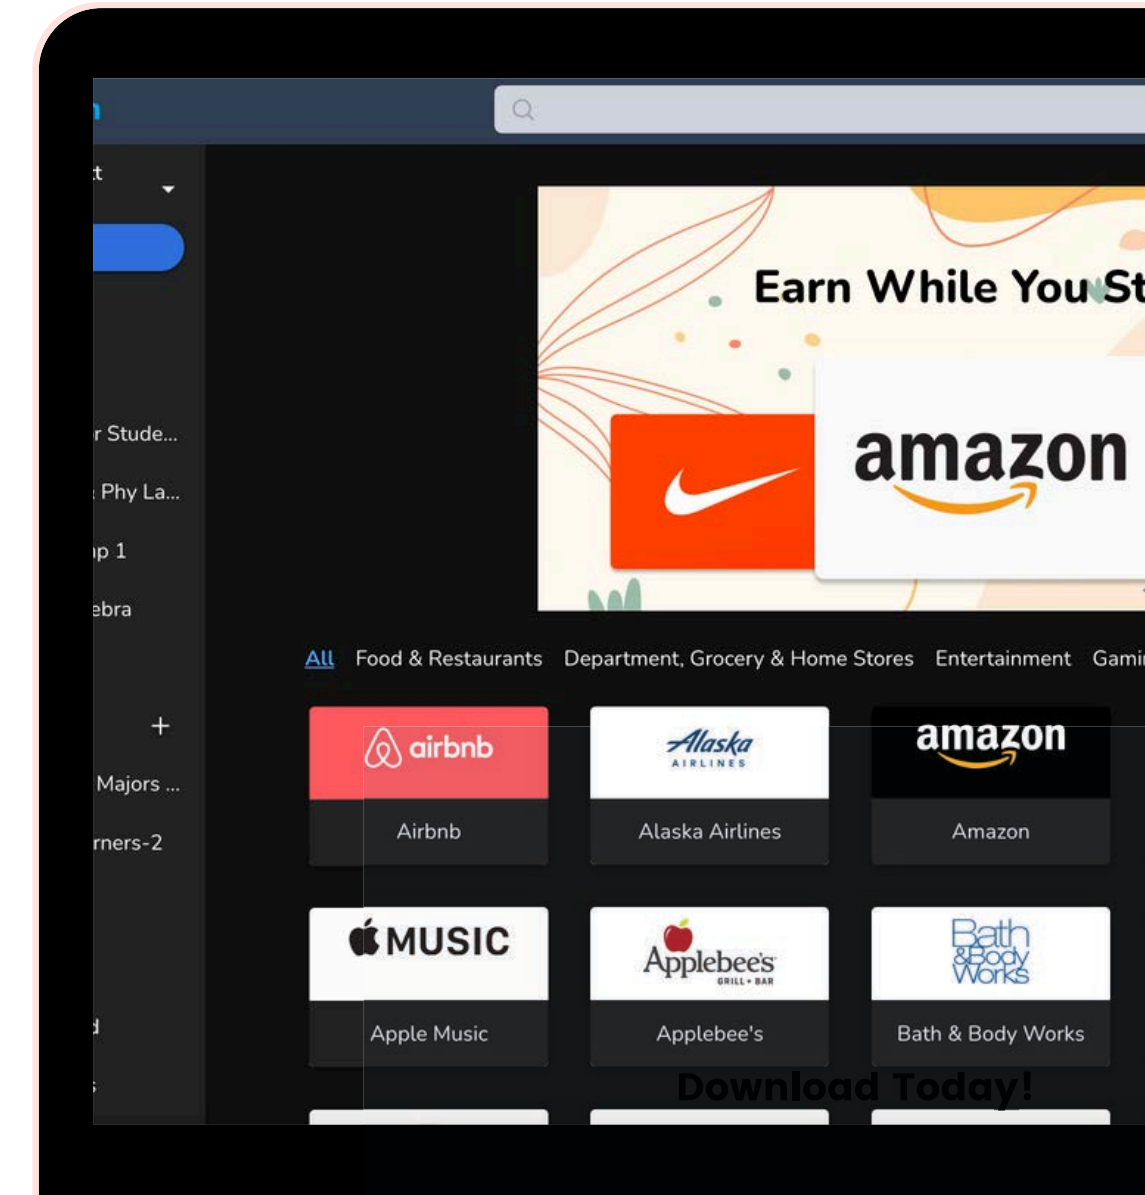 Earn While You St
amazon
r Stude...
Phy La...
np 1
ebra
All Food & Restaurants Department, Grocery & Home Stores Entertainment Gamin
+
Majors ...
rners-2
airbnb
Alaska
AIRLINES
amazon
Airbnb Alaska Airlines Amazon
MUSIC
Applebee's
GRILL + BAR
Bath
&Body
Works
Apple Music Applebee's Bath & Body Works
Download Today!